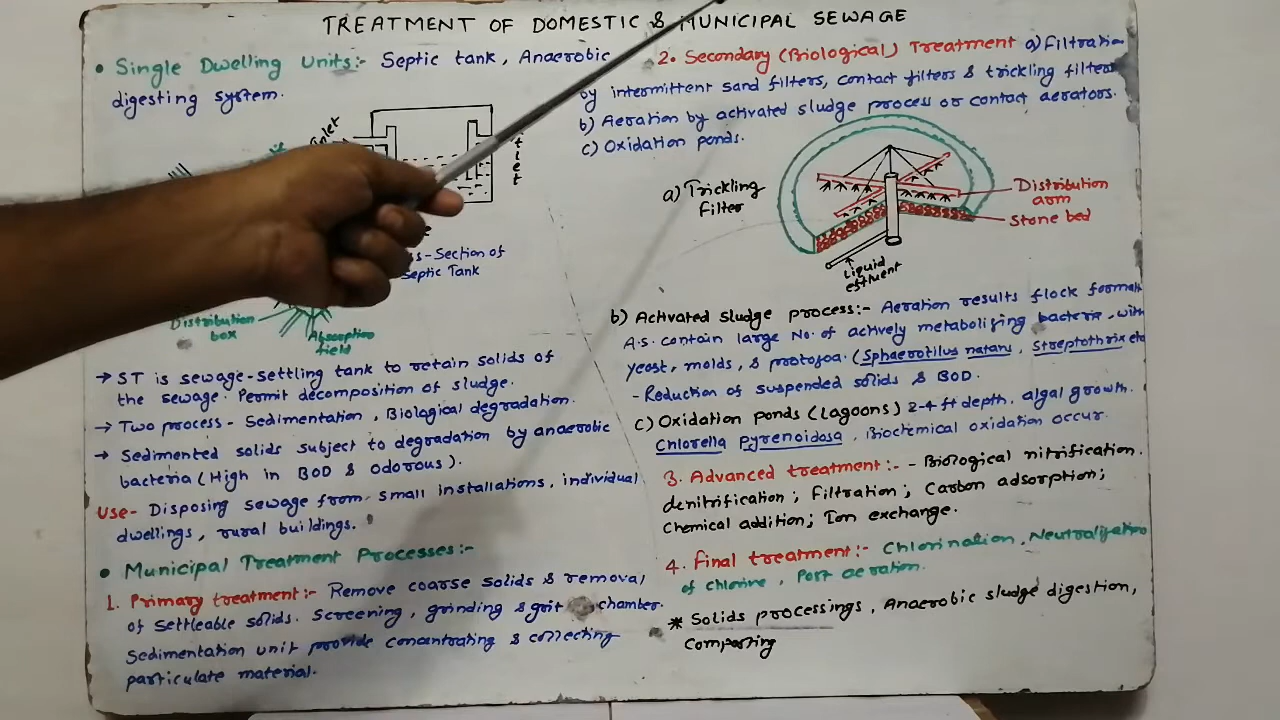 TREATMENT OF DOMESTIC & MUNICIPAL SEWAGE
• Single Dwelling Units:- Septic tank, Anaerobic
digesting system.
Inlet
tlet
s-Section of
Septic Tank
Distribution
box
Absorption
field
→ ST is sewage-settling tank to retain solids of
the sewage. Permit decomposition of sludge.
→ Two process - Sedimentation, Biological degradation.
→ Sedimented solids subject to degradation by anaerobic
bacteria (High in BOD & odorous).
Use- Disposing sewage from small installations, individual
dwellings, rural buildings.
• Municipal Treatment Processes:-
1. Primary treatment:- Remove coarse solids & removal
of settleable solids. Screening, grinding & grit chamber.
Sedimentation unit provide concentrating & collecting
particulate material.
2. Secondary (Biological) Treatment a) Filtration
by intermittent sand filters, contact filters & trickling filters
b) Aeration by activated sludge process or contact aerators.
c) Oxidation ponds.
a) Trickling
Filter
Distribution
arm
Stone bed
Liquid
effluent
b) Activated sludge process:- Aeration results flock formatn
A.s. contain large No. of actively metabolizing bacteria, with
yeast, molds, & protozoa. (Sphaerotilus natans, Streptothrix etc
- Reduction of suspended solids & BOD.
c) Oxidation ponds (Lagoons) 2-4 ft depth, algal growth.
Chlorella pyrenoidosa, Biochemical oxidation occur.
3. Advanced treatment:- - Biological nitrification.
denitrification; Filtration; Carbon adsorption;
Chemical addition; Ion exchange.
4. Final treatment:- Chlorination, Neutralization
of chlorine, Post aeration.
* Solids processings, Anaerobic sludge digestion,
Composting